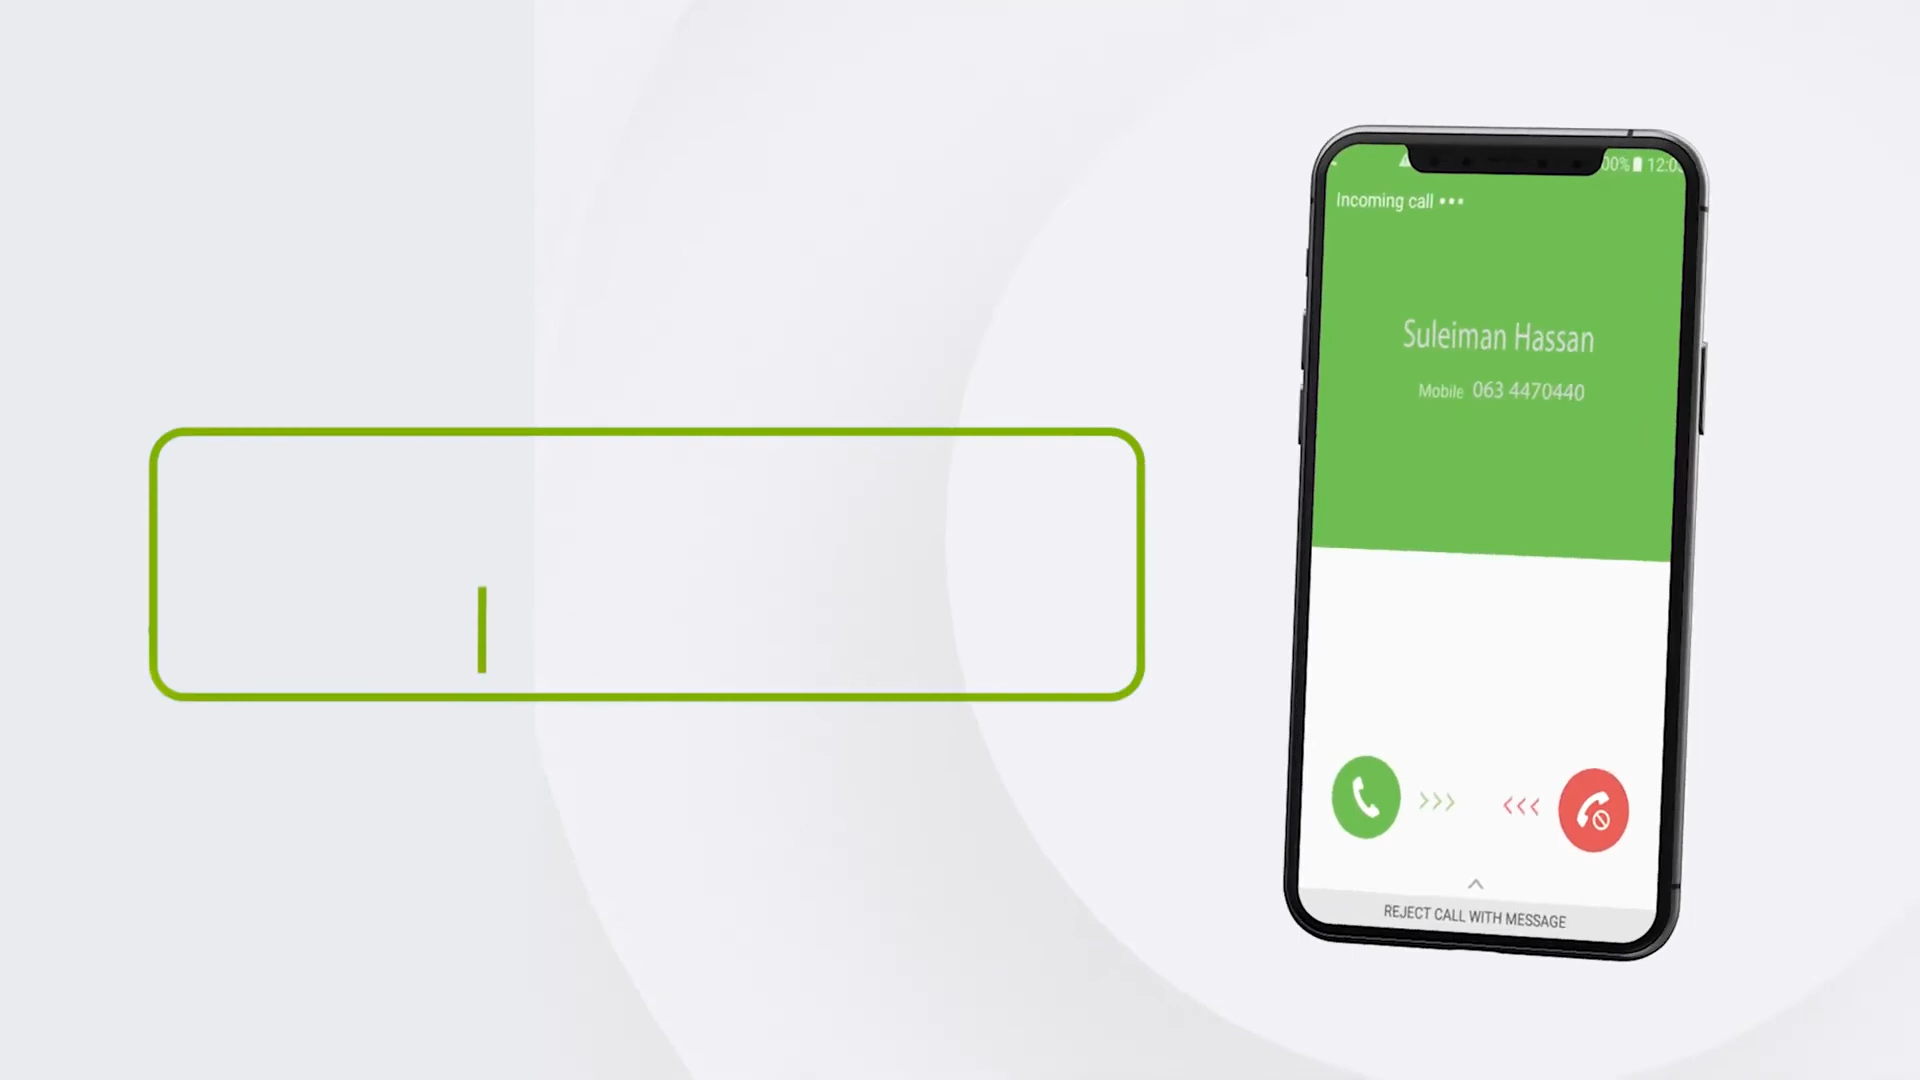 00% 12:0
Incoming call •••
Suleiman Hassan
Mobile 063 4470440
REJECT CALL WITH MESSAGE